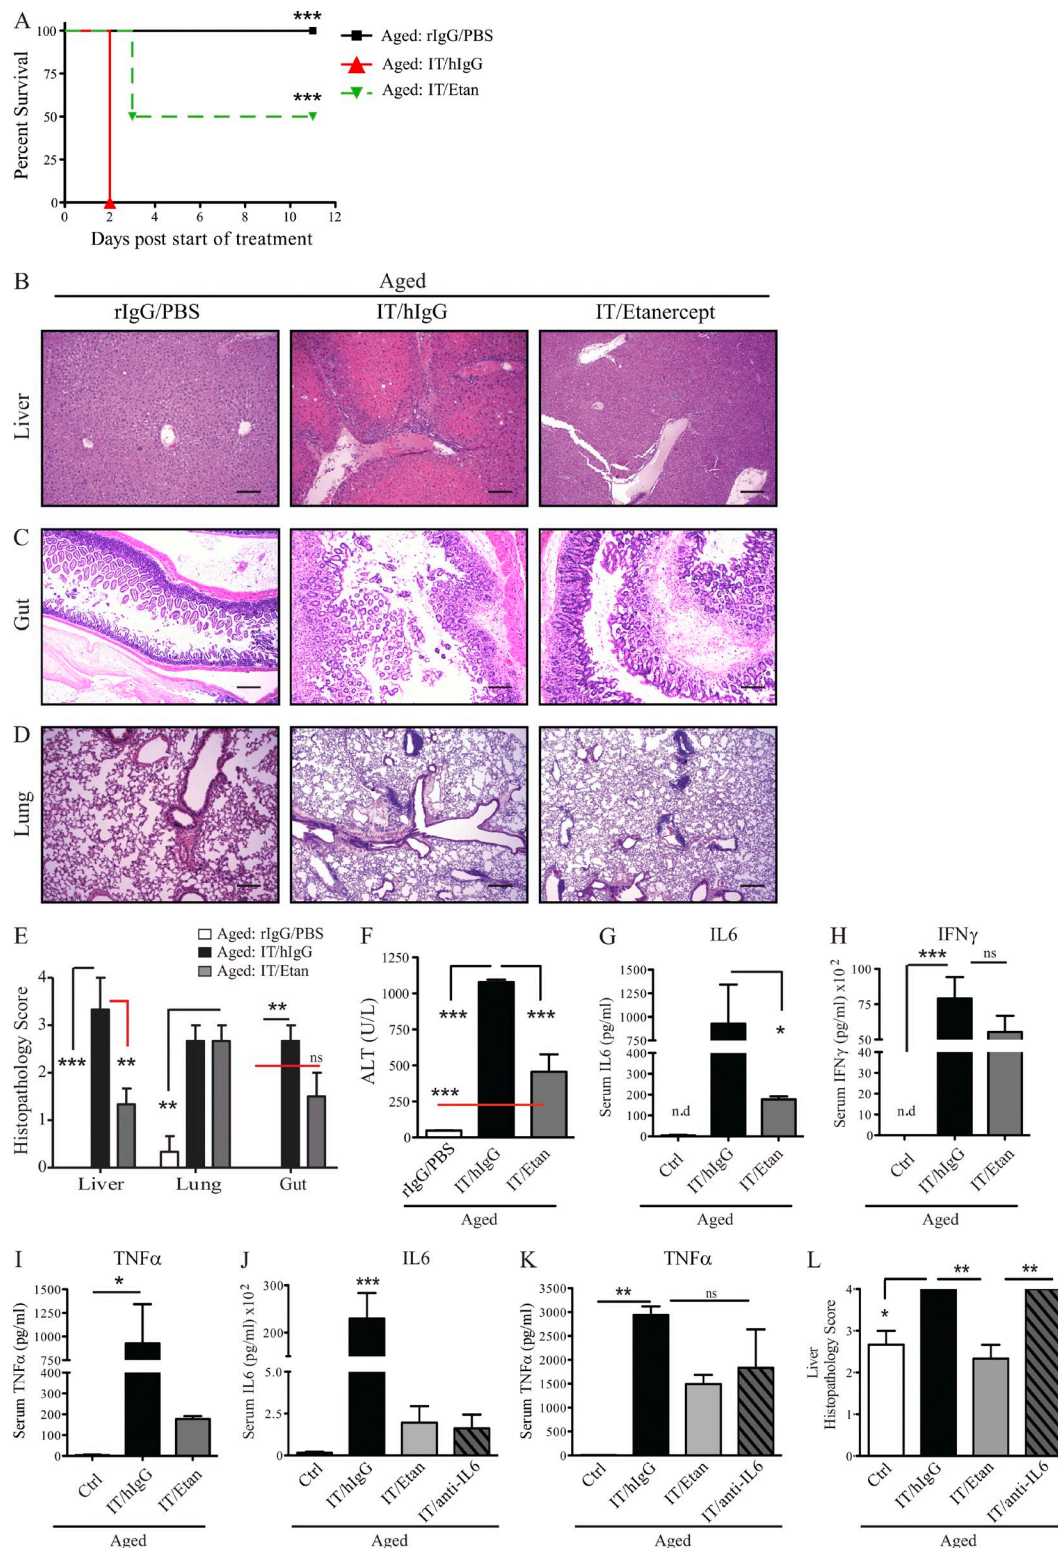 A
***
***
100
75
50
25
0
Percent Survival
0 2 4 6 8 10 12
Days post start of treatment
Aged: rIgG/PBS
Aged: IT/hIgG
Aged: IT/Etan
B
Aged
rIgG/PBS IT/hIgG IT/Etanercept
Liver
C
Gut
D
Lung
E
Aged: rIgG/PBS
Aged: IT/hIgG
Aged: IT/Etan
Histopathology Score
4
3
2
1
0
***
**
**
**
ns
Liver Lung Gut
F
ALT (U/L)
1250
1000
750
500
250
0
***
***
***
rIgG/PBS IT/hIgG IT/Etan
Aged
G IL6
Serum IL6 (pg/ml)
1500
1250
1000
750
400
300
200
100
0
n.d
*
Ctrl IT/hIgG IT/Etan
Aged
H IFNγ
Serum IFNγ (pg/ml) x10²
100
75
50
40
30
20
10
0
***
ns
n.d
Ctrl IT/hIgG IT/Etan
Aged
I TNFα
Serum TNFα (pg/ml)
1500
1250
1000
750
400
300
200
100
0
*
Ctrl IT/hIgG IT/Etan
Aged
J IL6
Serum IL6 (pg/ml) x10²
300
200
5.0
2.5
0
***
Ctrl IT/hIgG IT/Etan IT/anti-IL6
Aged
K TNFα
Serum TNFα (pg/ml)
3500
3000
2500
2000
1500
1000
500
0
**
ns
Ctrl IT/hIgG IT/Etan IT/anti-IL6
Aged
L
Liver
Histopathology Score
4
3
2
1
0
*
**
**
Ctrl IT/hIgG IT/Etan IT/anti-IL6
Aged